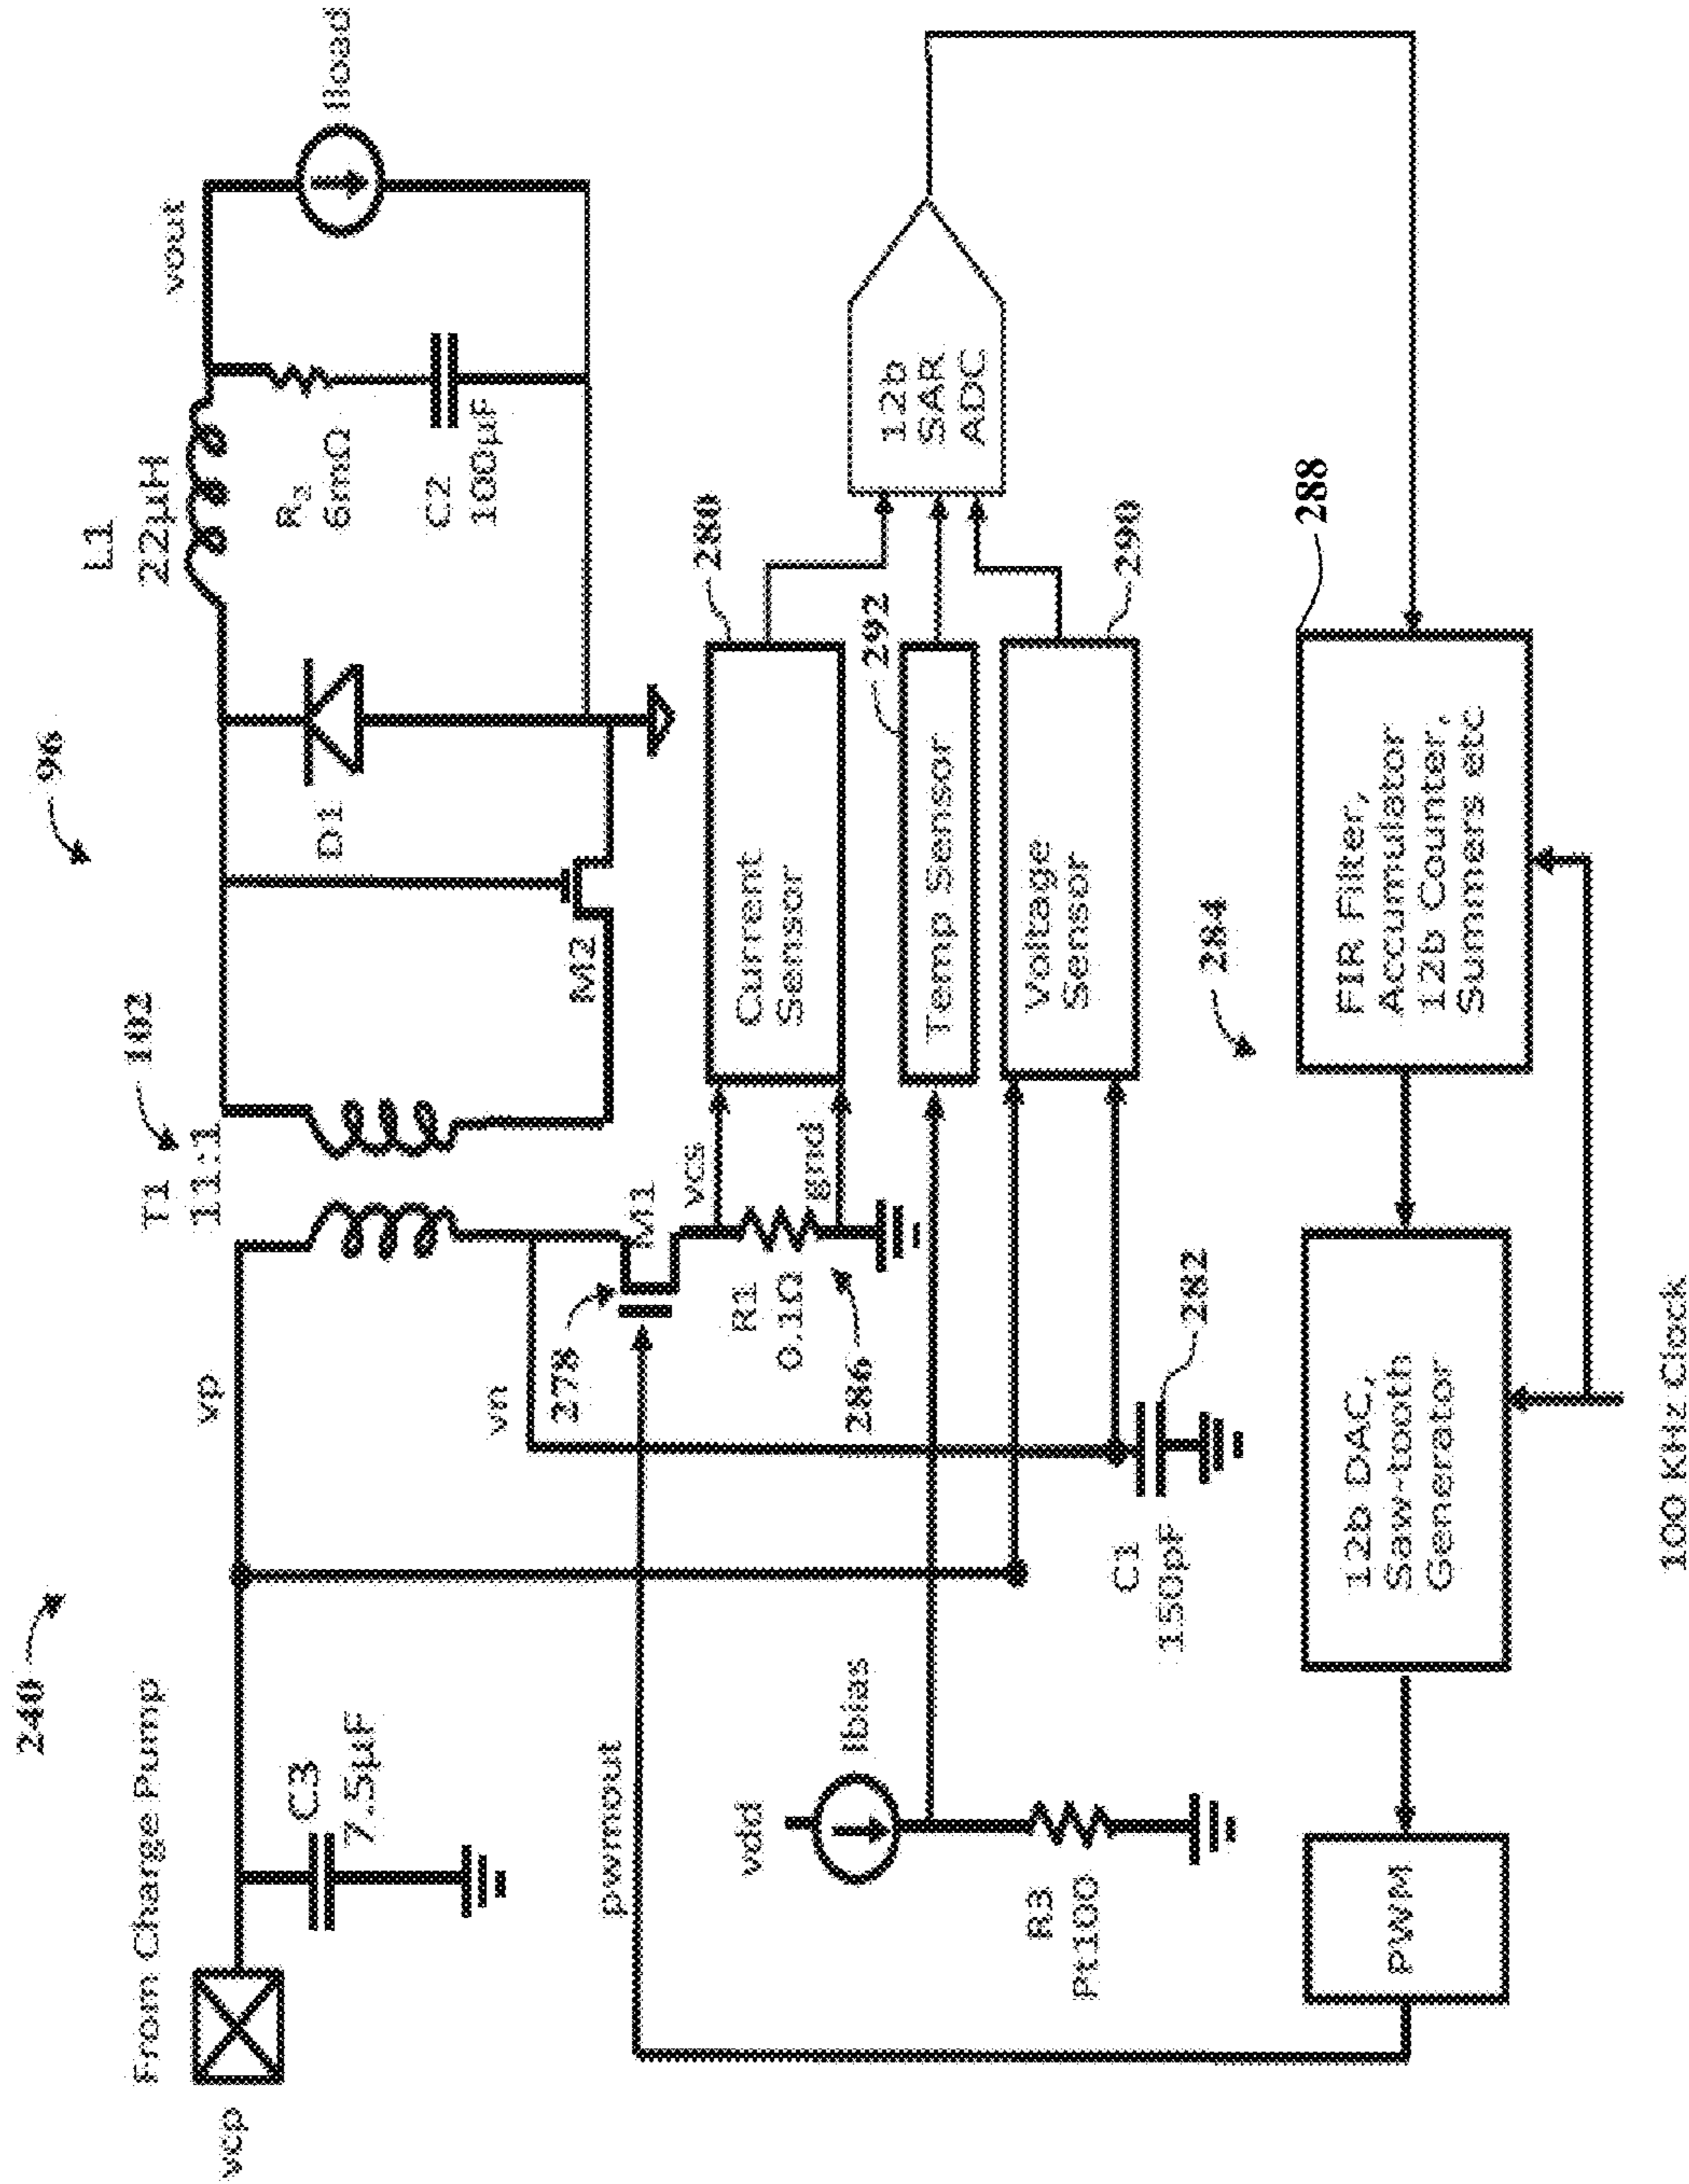 240
96
From Charge Pump
vcp
C3
7.5µF
vp
T1
11:1
102
L1
22µH
vout
Iload
D1
R₂
6mΩ
C2
100µF
M2
vn
278
M1
vcs
R1
0.1Ω
gnd
286
pwmout
vdd
Ibias
R3
Pt100
C1
150pF
282
Current
Sensor
280
Temp Sensor
292
Voltage
Sensor
290
12b
SAR
ADC
284
PWM
12b DAC,
Saw-tooth
Generator
FIR Filter,
Accumulator
12b Counter,
Summers etc
288
100 KHz Clock